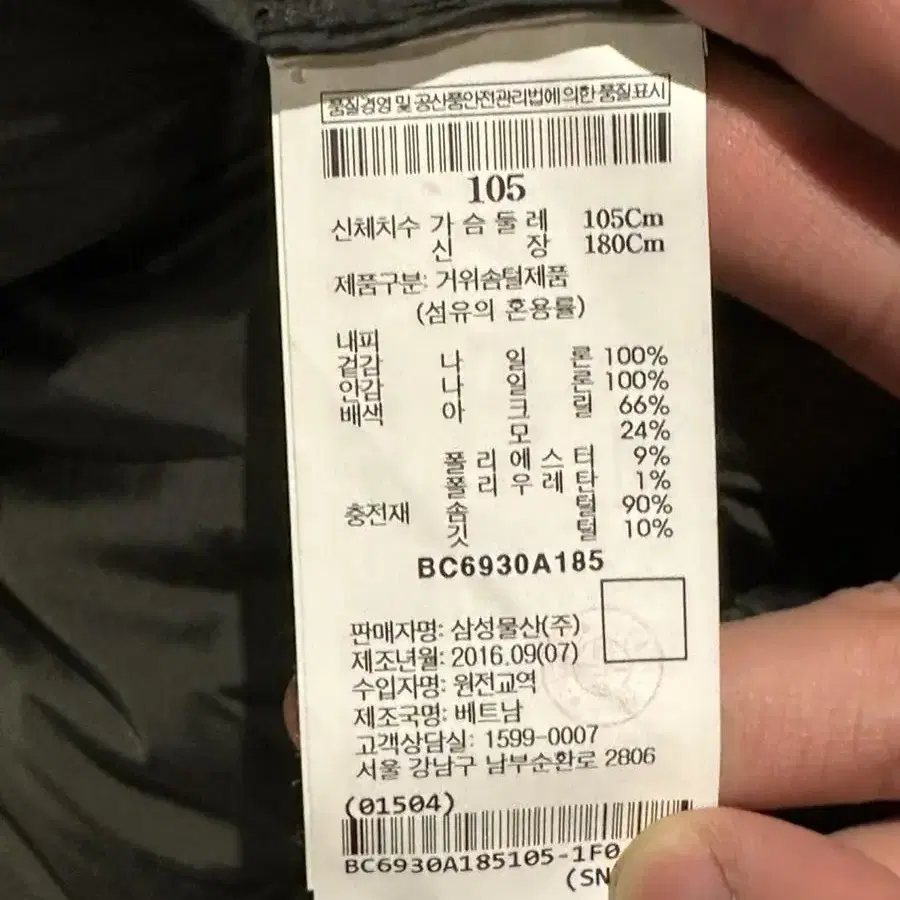 품질경영 및 공산품안전관리법에 의한 품질표시
105
신체치수 가 슴 둘 레 105Cm
신 장 180Cm
제품구분: 거위솜털제품
(섬유의 혼용률)
내피
겉감 나 일 론 100%
안감 나 일 론 100%
배색 아 크 릴 66%
모 24%
폴 리 에 스 터 9%
폴 리 우 레 탄 1%
충전재 솜 털 90%
깃 털 10%
BC6930A185
판매자명: 삼성물산(주)
제조년월: 2016.09(07)
수입자명: 원전교역
제조국명: 베트남
고객상담실: 1599-0007
서울 강남구 남부순환로 2806
(01504)
BC6930A185105-1F0
(SN